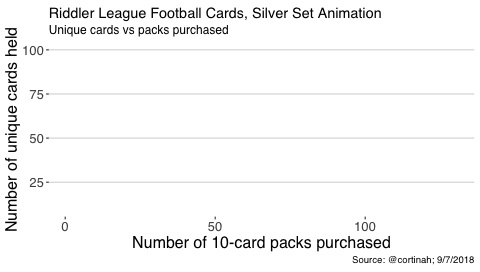 Riddler League Football Cards, Silver Set Animation
Unique cards vs packs purchased
Number of unique cards held
100
75
50
25
0
50
100
Number of 10-card packs purchased
Source: @cortinah; 9/7/2018